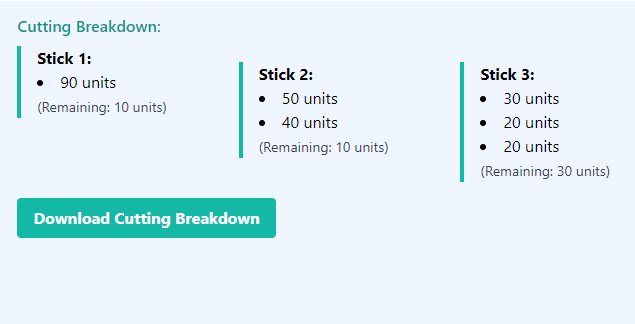 Cutting Breakdown:
Stick 1:
• 90 units
(Remaining: 10 units)
Stick 2:
• 50 units
• 40 units
(Remaining: 10 units)
Stick 3:
• 30 units
• 20 units
• 20 units
(Remaining: 30 units)
Download Cutting Breakdown